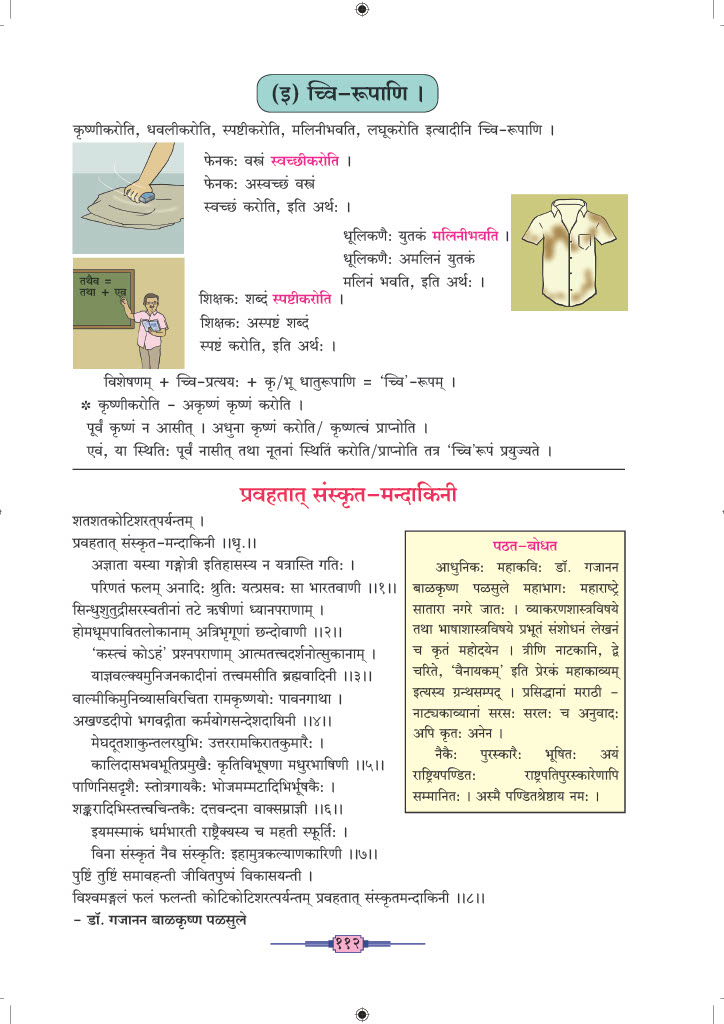 (इ) च्वि-रूपाणि ।
कृष्णीकरोति, धवलीकरोति, स्पष्टीकरोति, मलिनीभवति, लघूकरोति इत्यादीनि च्वि-रूपाणि ।
फेनकः वस्त्रं स्वच्छीकरोति ।
फेनकः अस्वच्छं वस्त्रं
स्वच्छं करोति, इति अर्थः ।
धूलिकणैः युतकं मलिनीभवति ।
धूलिकणैः अमलिनं युतकं
मलिनं भवति, इति अर्थः ।
तथैव =
तथा + एव
शिक्षकः शब्दं स्पष्टीकरोति ।
शिक्षकः अस्पष्टं शब्दं
स्पष्टं करोति, इति अर्थः ।
विशेषणम् + च्वि-प्रत्ययः + कृ/भू धातुरूपाणि = ‘च्वि’-रूपम् ।
* कृष्णीकरोति - अकृष्णं कृष्णं करोति ।
पूर्वं कृष्णं न आसीत् । अधुना कृष्णं करोति/ कृष्णत्वं प्राप्नोति ।
एवं, या स्थितिः पूर्वं नासीत् तथा नूतनां स्थितिं करोति/प्राप्नोति तत्र ‘च्वि’रूपं प्रयुज्यते ।
प्रवहतात् संस्कृत-मन्दाकिनी
शतशतकोटिशरत्पर्यन्तम् ।
प्रवहतात् संस्कृत-मन्दाकिनी ।।धृ.।।
अज्ञाता यस्या गङ्गोत्री इतिहासस्य न यत्रास्ति गतिः ।
परिणतं फलम् अनादिः श्रुतिः यत्प्रसवः सा भारतवाणी ।।१।।
सिन्धुशुतुद्रीसरस्वतीनां तटे ऋषीणां ध्यानपराणाम् ।
होमधूमपावितलोकानाम् अत्रिभृगूणां छन्दोवाणी ।।२।।
‘कस्त्वं कोऽहं’ प्रश्नपराणाम् आत्मतत्त्वदर्शनोत्सुकानाम् ।
याज्ञवल्क्यमुनिजनकादीनां तत्त्वमसीति ब्रह्मवादिनी ।।३।।
वाल्मीकिमुनिव्यासविरचिता रामकृष्णयोः पावनगाथा ।
अखण्डदीपो भगवद्गीता कर्मयोगसन्देशदायिनी ।।४।।
मेघदूतशाकुन्तलरघुभिः उत्तररामकिरातकुमारैः ।
कालिदासभवभूतिप्रमुखैः कृतिविभूषणा मधुरभाषिणी ।।५।।
पाणिनिसदृशैः स्तोत्रगायकैः भोजमम्मटादिभिर्भूषकैः ।
शङ्करादिभिस्तत्त्वचिन्तकैः दत्तवन्दना वाक्सम्राज्ञी ।।६।।
इयमस्माकं धर्मभारती राष्ट्रैक्यस्य च महती स्फूर्तिः ।
विना संस्कृतं नैव संस्कृतिः इहामुत्रकल्याणकारिणी ।।७।।
पुष्टिं तुष्टिं समावहन्ती जीवितपुष्पं विकासयन्ती ।
विश्वमङ्गलं फलं फलन्ती कोटिकोटिशरत्पर्यन्तम् प्रवहतात् संस्कृतमन्दाकिनी ।।८।।
- डॉ. गजानन बाळकृष्ण पळसुले
पठत-बोधत
आधुनिकः महाकविः डॉ. गजानन
बाळकृष्ण पळसुले महाभागः महाराष्ट्रे
सातारा नगरे जातः । व्याकरणशास्त्रविषये
तथा भाषाशास्त्रविषये प्रभूतं संशोधनं लेखनं
च कृतं महोदयेन । त्रीणि नाटकानि, द्वे
चरिते, ‘वैनायकम्’ इति प्रेरकं महाकाव्यम्
इत्यस्य ग्रन्थसम्पद् । प्रसिद्धानां मराठी -
नाट्यकाव्यानां सरसः सरलः च अनुवादः
अपि कृतः अनेन ।
नैकैः पुरस्कारैः भूषितः अयं
राष्ट्रियपण्डितः राष्ट्रपतिपुरस्कारेणापि
सम्मानितः । अस्मै पण्डितश्रेष्ठाय नमः ।
११२